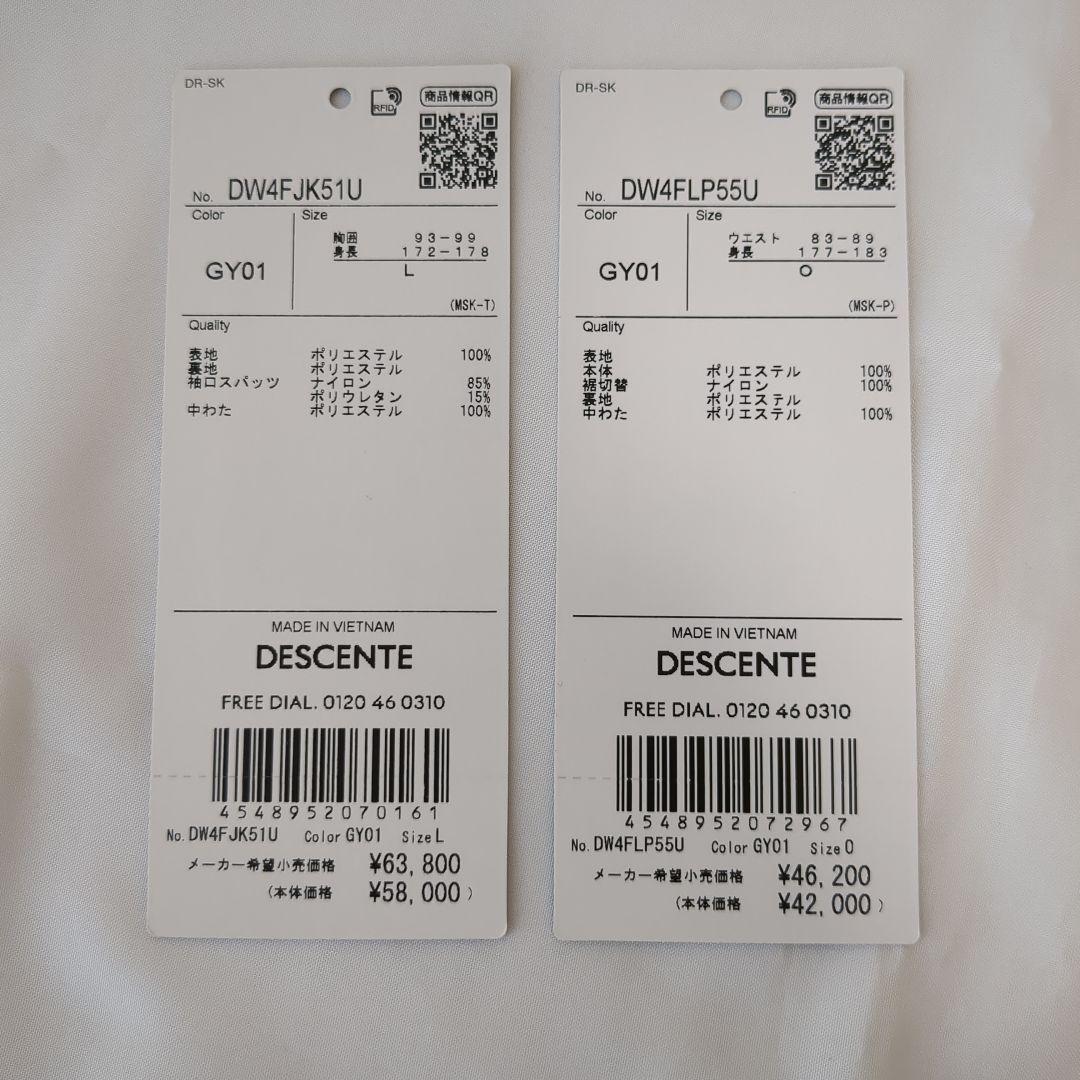 DR-SK
RFID
商品情報QR
No. DW4FJK51U
Color
Size
胸囲 93-99
身長 172-178
GY01
L
(MSK-T)
Quality
表地 ポリエステル 100%
裏地 ポリエステル
袖口スパッツ ナイロン 85%
ポリウレタン 15%
中わた ポリエステル 100%
MADE IN VIETNAM
DESCENTE
FREE DIAL. 0120 46 0310
4548952070161
No. DW4FJK51U Color GY01 Size L
メーカー希望小売価格 ¥63,800
(本体価格 ¥58,000)
DR-SK
RFID
商品情報QR
No. DW4FLP55U
Color
Size
ウエスト 83-89
身長 177-183
GY01
O
(MSK-P)
Quality
表地
本体 ポリエステル 100%
裾切替 ナイロン 100%
裏地 ポリエステル
中わた ポリエステル 100%
MADE IN VIETNAM
DESCENTE
FREE DIAL. 0120 46 0310
4548952072967
No. DW4FLP55U Color GY01 Size O
メーカー希望小売価格 ¥46,200
(本体価格 ¥42,000)